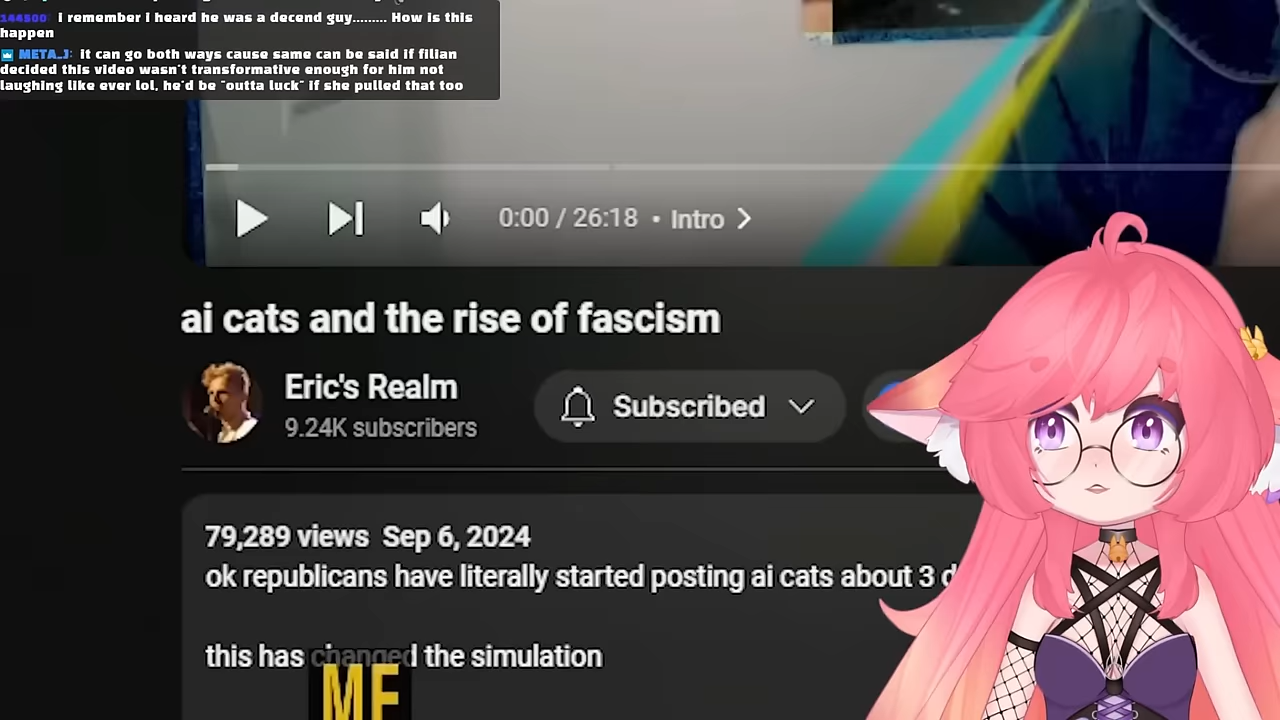 144500: I remember I heard he was a decend guy......... How is this
happen
META_J: it can go both ways cause same can be said if filian
decided this video wasn't transformative enough for him not
laughing like ever lol, he'd be "outta luck" if she pulled that too
0:00 / 26:18 • Intro >
ai cats and the rise of fascism
Eric's Realm
9.24K subscribers
Subscribed
79,289 views Sep 6, 2024
ok republicans have literally started posting ai cats about 3 d
this has changed the simulation
ME